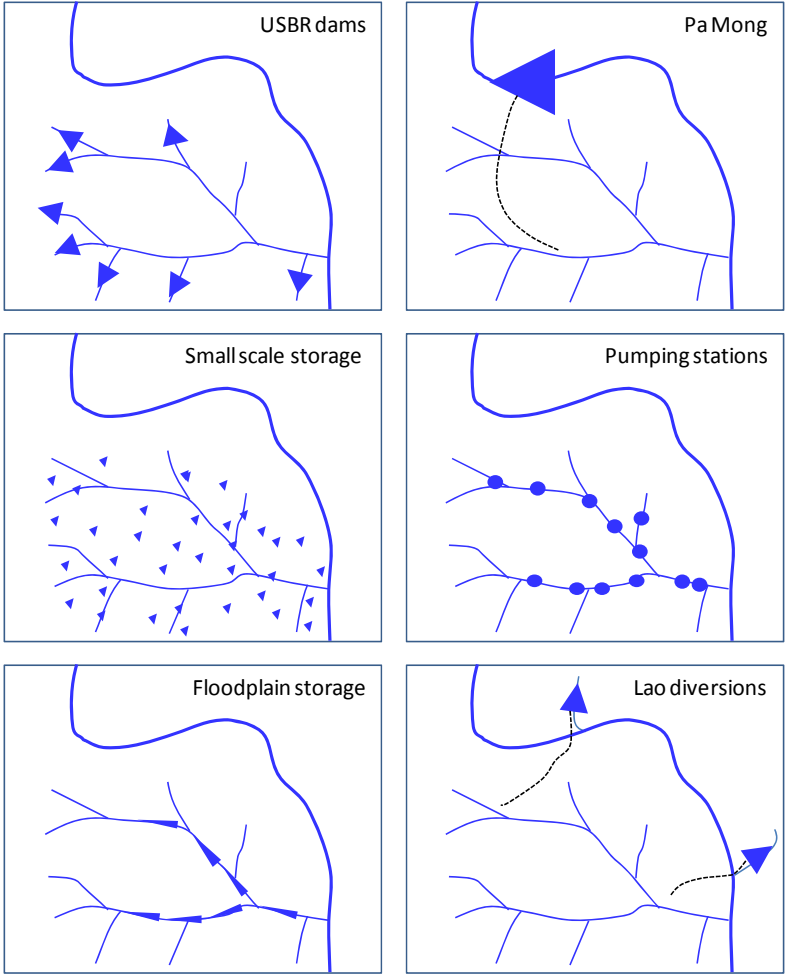 USBR dams
Pa Mong
Small scale storage
Pumping stations
Floodplain storage
Lao diversions